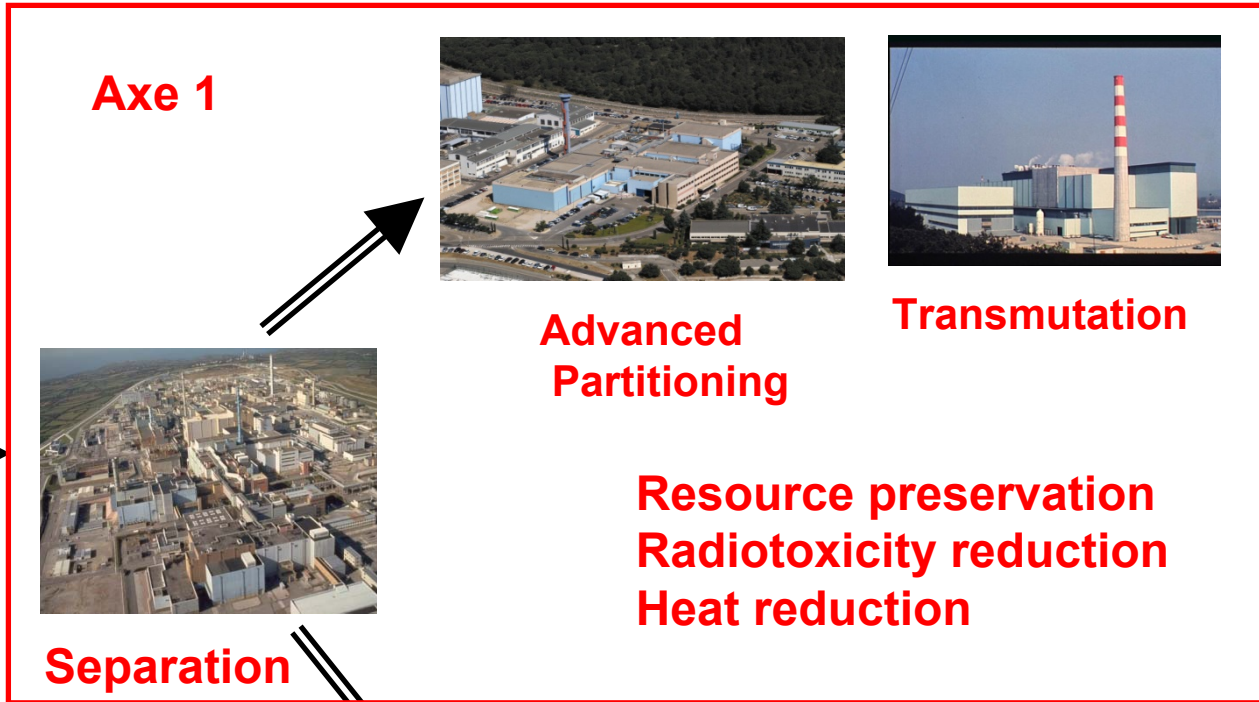 Axe 1
Advanced
Partitioning
Transmutation
Resource preservation
Radiotoxicity reduction
Heat reduction
Separation